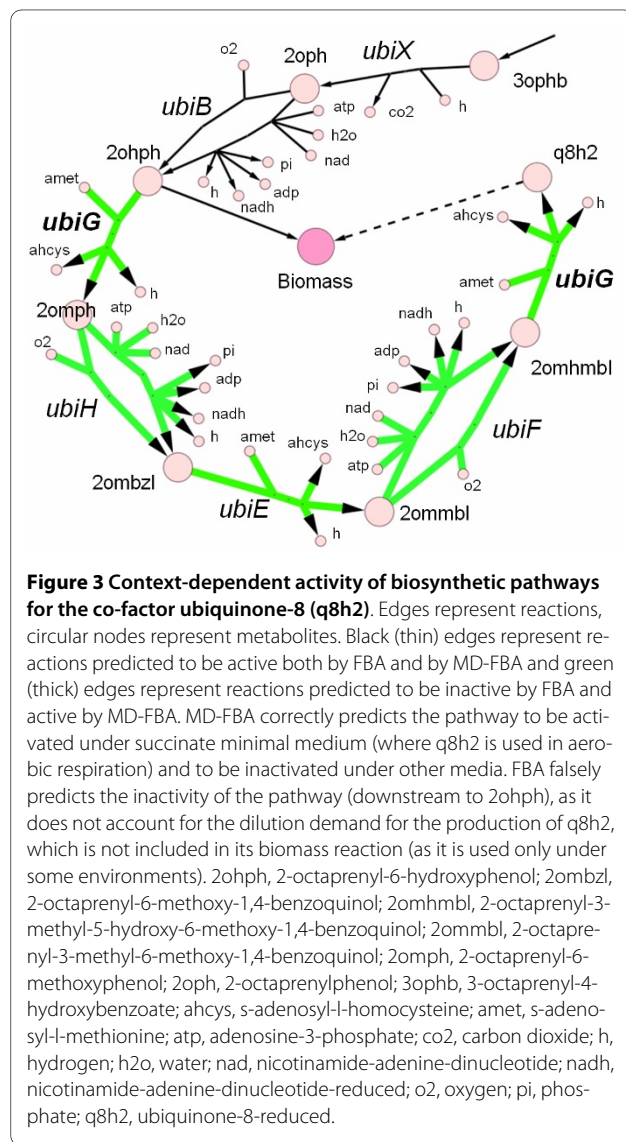 o2
2oph
ubiX
3ophb
ubiB
atp
co2
h
h2o
nad
2ohph
pi
adp
nadh
h
q8h2
amet
ubiG
ahcys
h
Biomass
ahcys
h
amet
ubiG
2omph
atp
h2o
nad
o2
pi
adp
nadh
h
ubiH
nadh
h
adp
pi
2omhmbl
nad
h2o
atp
ubiF
o2
2ombzl
amet
ahcys
ubiE
h
2ommbl
Figure 3 Context-dependent activity of biosynthetic pathways
for the co-factor ubiquinone-8 (q8h2). Edges represent reactions,
circular nodes represent metabolites. Black (thin) edges represent re-
actions predicted to be active both by FBA and by MD-FBA and green
(thick) edges represent reactions predicted to be inactive by FBA and
active by MD-FBA. MD-FBA correctly predicts the pathway to be acti-
vated under succinate minimal medium (where q8h2 is used in aero-
bic respiration) and to be inactivated under other media. FBA falsely
predicts the inactivity of the pathway (downstream to 2ohph), as it
does not account for the dilution demand for the production of q8h2,
which is not included in its biomass reaction (as it is used only under
some environments). 2ohph, 2-octaprenyl-6-hydroxyphenol; 2ombzl,
2-octaprenyl-6-methoxy-1,4-benzoquinol; 2omhmbl, 2-octaprenyl-3-
methyl-5-hydroxy-6-methoxy-1,4-benzoquinol; 2ommbl, 2-octapre-
nyl-3-methyl-6-methoxy-1,4-benzoquinol; 2omph, 2-octaprenyl-6-
methoxyphenol; 2oph, 2-octaprenylphenol; 3ophb, 3-octaprenyl-4-
hydroxybenzoate; ahcys, s-adenosyl-l-homocysteine; amet, s-adeno-
syl-l-methionine; atp, adenosine-3-phosphate; co2, carbon dioxide; h,
hydrogen; h2o, water; nad, nicotinamide-adenine-dinucleotide; nadh,
nicotinamide-adenine-dinucleotide-reduced; o2, oxygen; pi, phos-
phate; q8h2, ubiquinone-8-reduced.